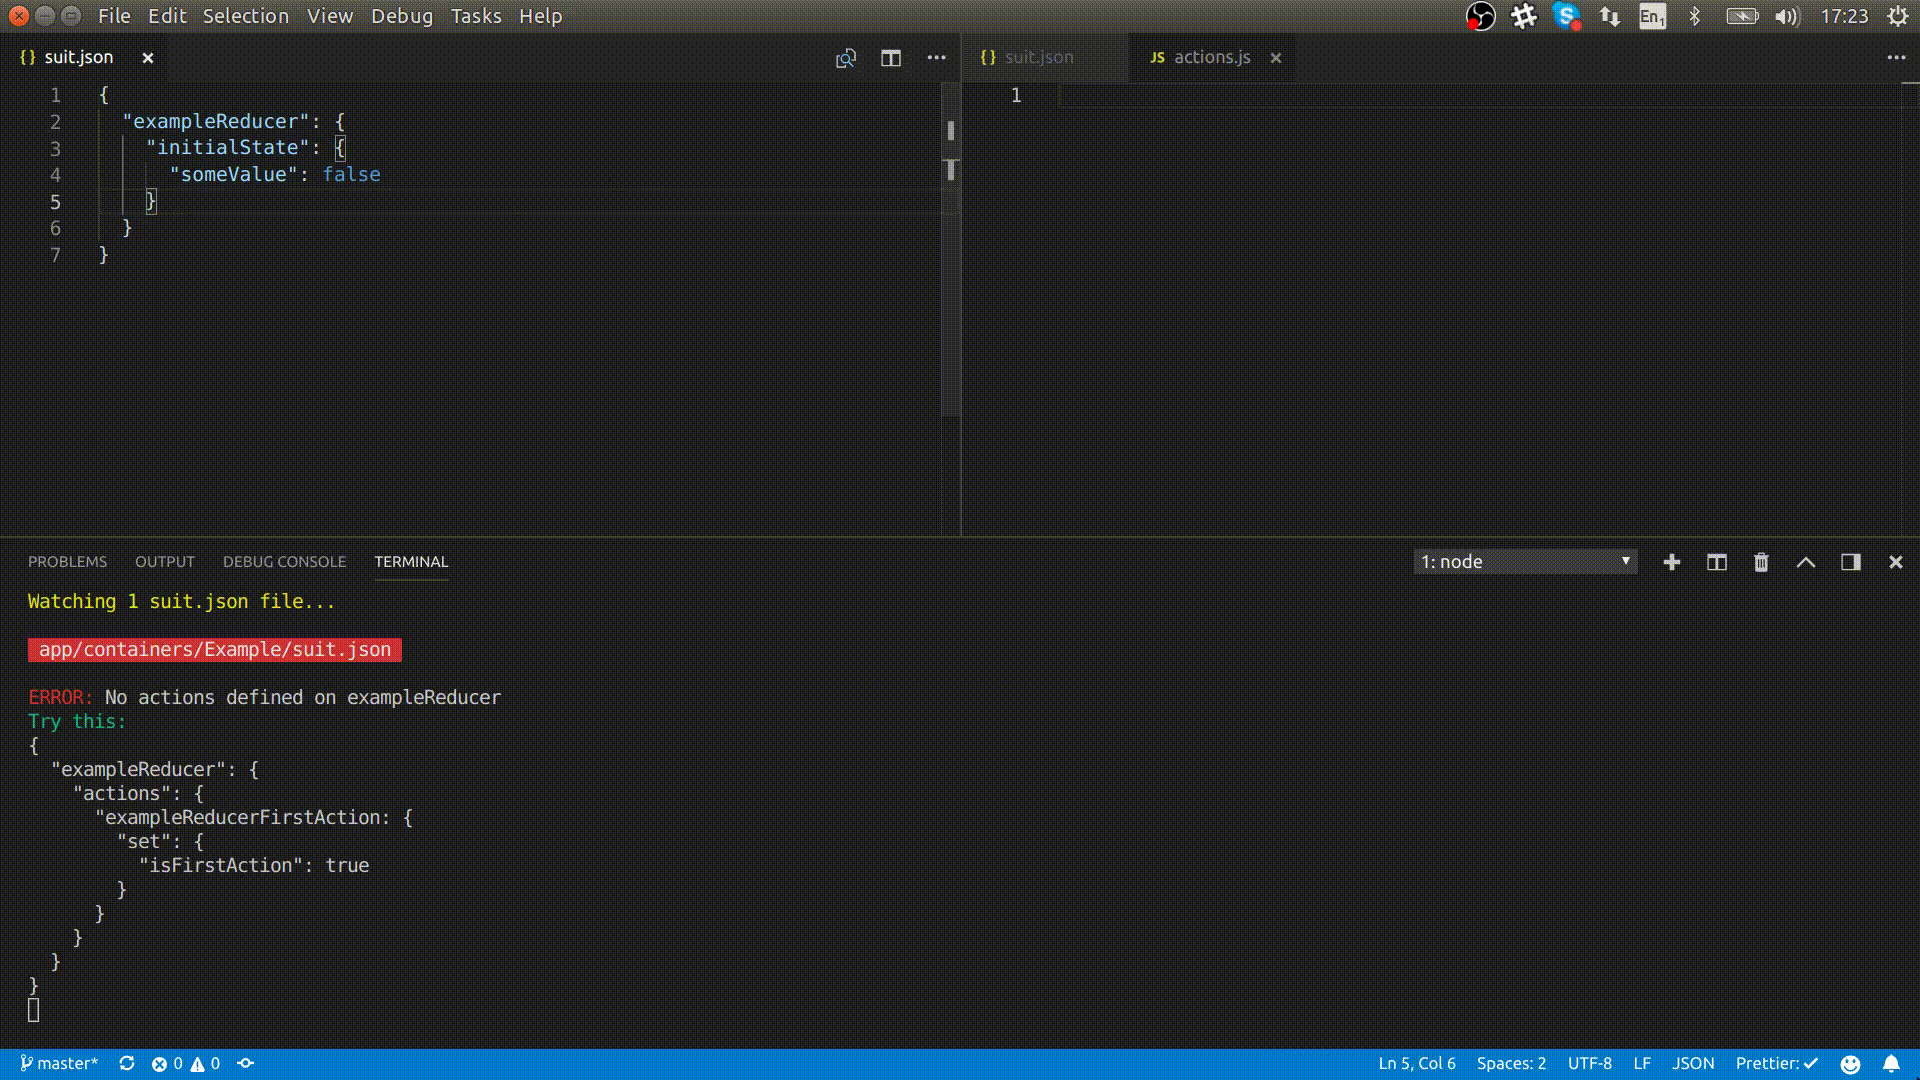 File Edit Selection View Debug Tasks Help
En1 17:23
{} suit.json ×
{} suit.json JS actions.js ×
1 {
2 "exampleReducer": {
3 "initialState": {
4 "someValue": false
5 }
6 }
7 }
1
PROBLEMS OUTPUT DEBUG CONSOLE TERMINAL
1: node
Watching 1 suit.json file...
app/containers/Example/suit.json
ERROR: No actions defined on exampleReducer
Try this:
{
"exampleReducer": {
"actions": {
"exampleReducerFirstAction: {
"set": {
"isFirstAction": true
}
}
}
}
}
master* 0 0
Ln 5, Col 6 Spaces: 2 UTF-8 LF JSON Prettier: ✓